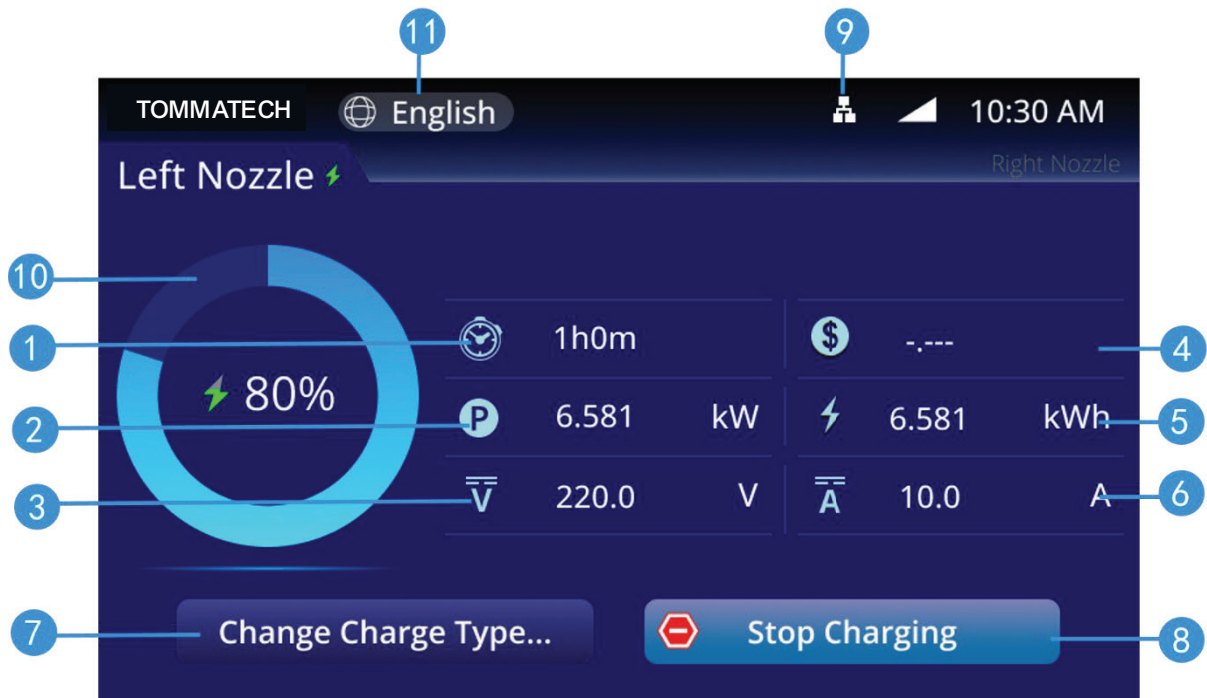 11 9
TOMMATECH English 10:30 AM
Left Nozzle Right Nozzle
10
1 1h0m $ -.--- 4
80%
2 P 6.581 kW 6.581 kWh 5
3 V 220.0 V A 10.0 A 6
7 Change Charge Type... Stop Charging 8